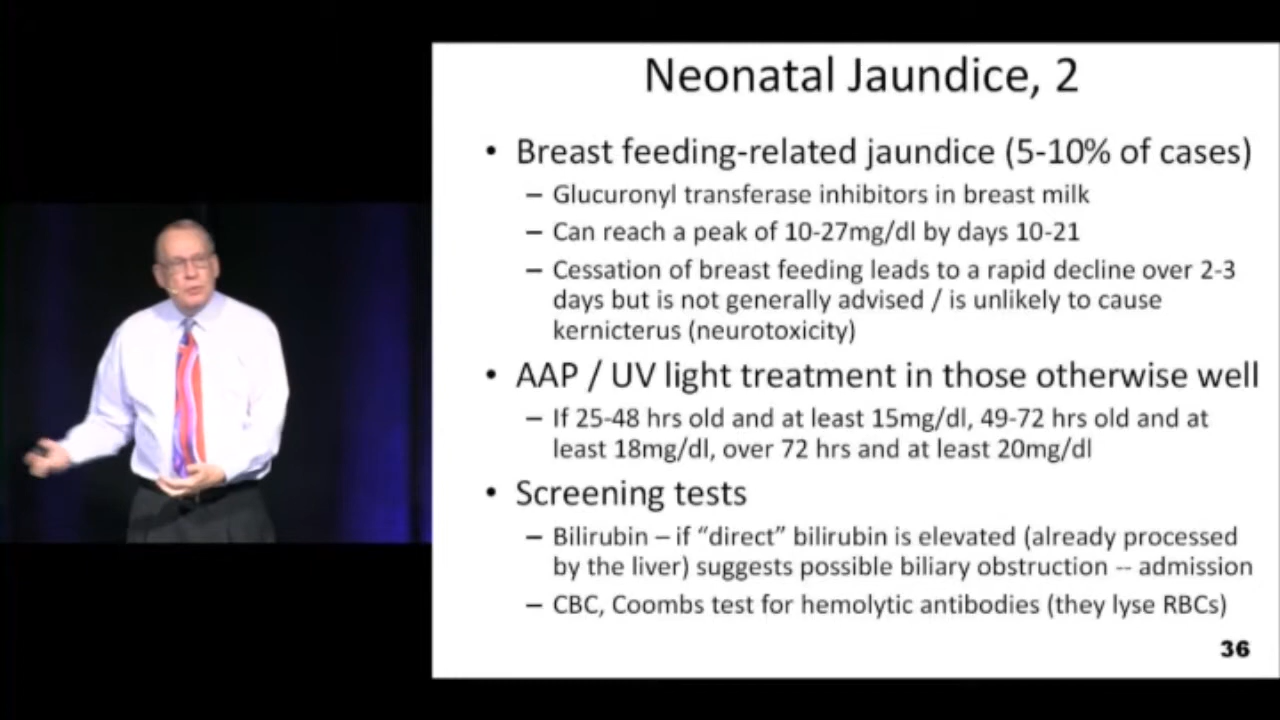 Neonatal Jaundice, 2
• Breast feeding-related jaundice (5-10% of cases)
– Glucuronyl transferase inhibitors in breast milk
– Can reach a peak of 10-27mg/dl by days 10-21
– Cessation of breast feeding leads to a rapid decline over 2-3
days but is not generally advised / is unlikely to cause
kernicterus (neurotoxicity)
• AAP / UV light treatment in those otherwise well
– If 25-48 hrs old and at least 15mg/dl, 49-72 hrs old and at
least 18mg/dl, over 72 hrs and at least 20mg/dl
• Screening tests
– Bilirubin – if “direct” bilirubin is elevated (already processed
by the liver) suggests possible biliary obstruction -- admission
– CBC, Coombs test for hemolytic antibodies (they lyse RBCs)
36